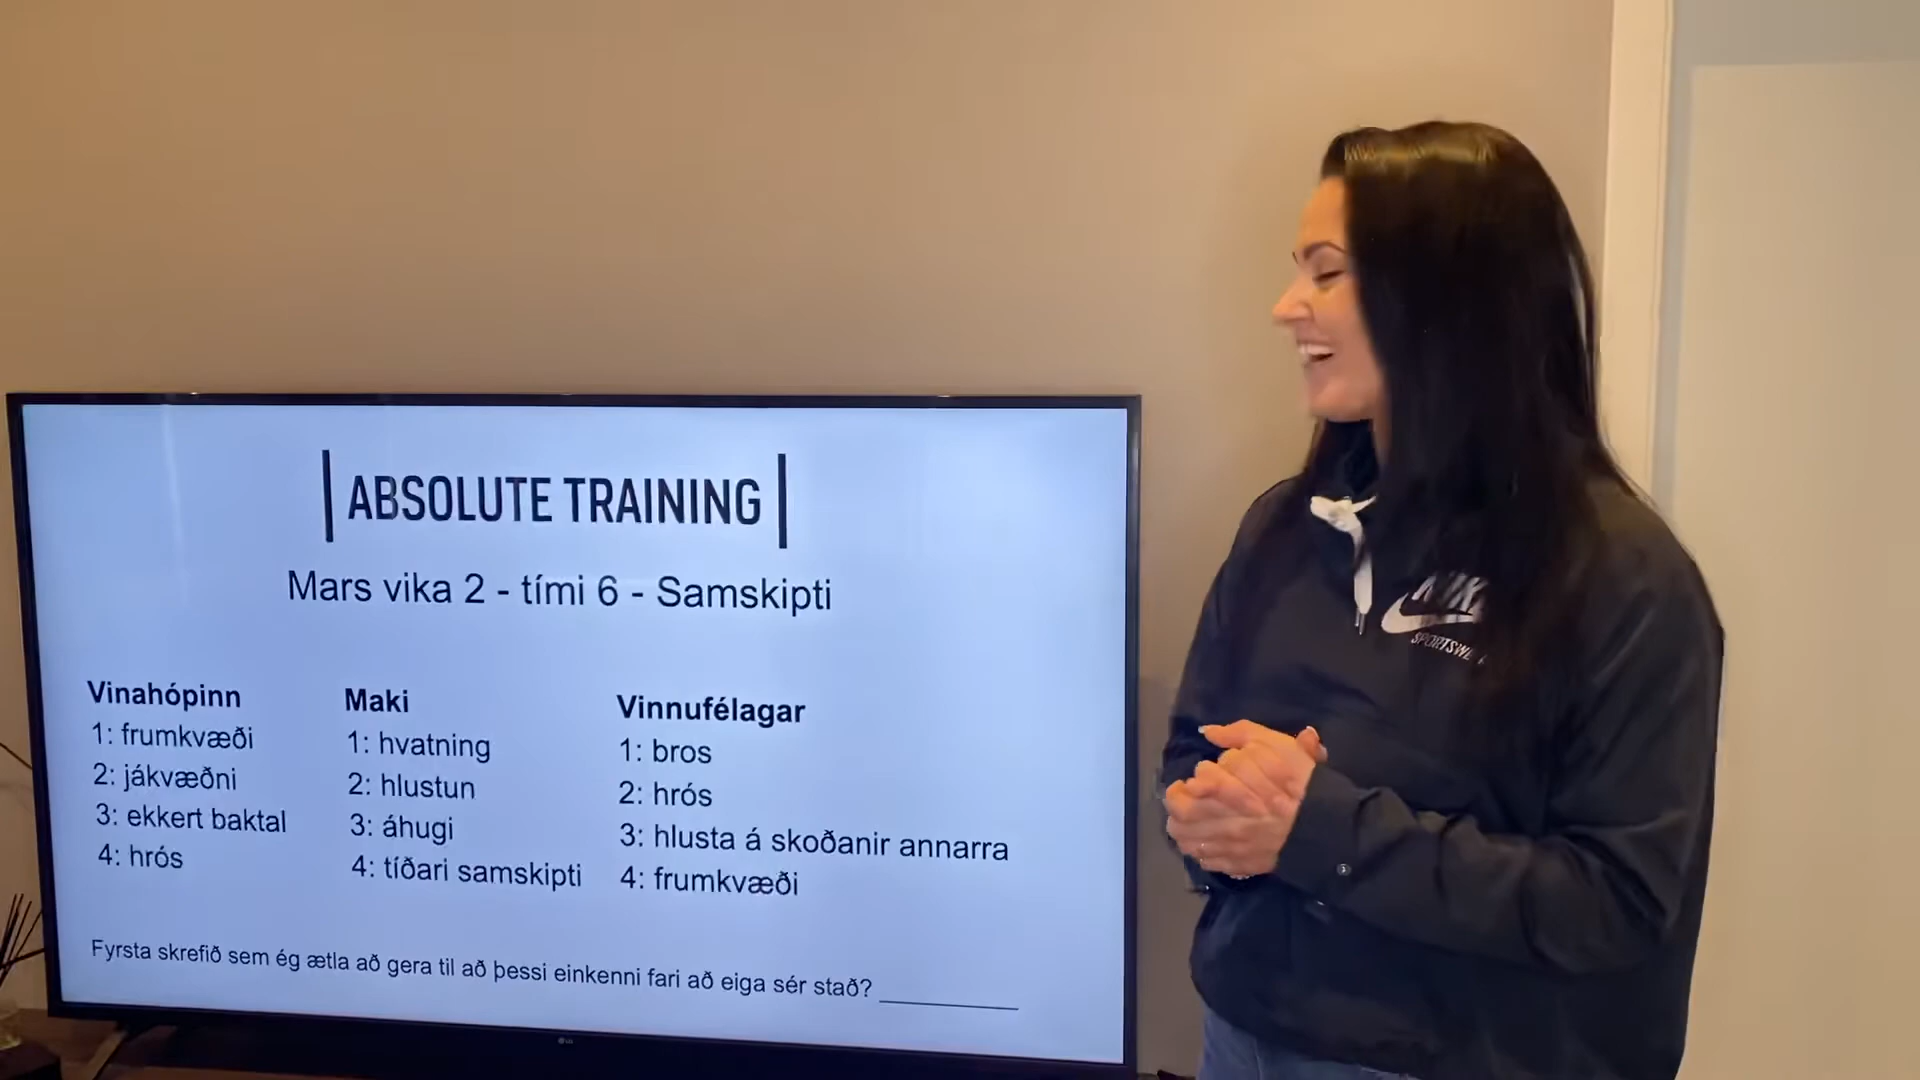 ABSOLUTE TRAINING
Mars vika 2 - tími 6 - Samskipti
Vinahópinn
1: frumkvæði
2: jákvæðni
3: ekkert baktal
4: hrós
Maki
1: hvatning
2: hlustun
3: áhugi
4: tíðari samskipti
Vinnufélagar
1: bros
2: hrós
3: hlusta á skoðanir annarra
4: frumkvæði
Fyrsta skrefið sem ég ætla að gera til að þessi einkenni fari að eiga sér stað? ___________
LG